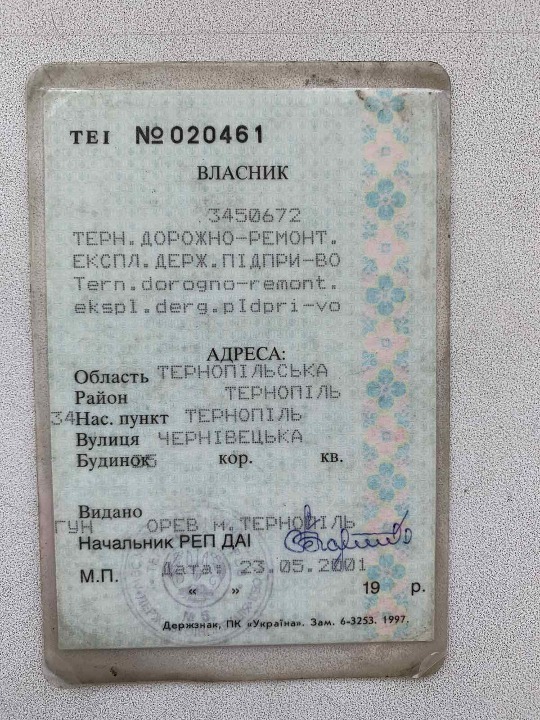 ТЕІ №020461
ВЛАСНИК
3450672
ТЕРН.ДОРОЖНО-РЕМОНТ.
ЕКСПЛ.ДЕРЖ.ПІДПРИ-ВО
Tern.dorogno-remont.
ekspl.derg.pIdpri-vo
АДРЕСА:
Область ТЕРНОПІЛЬСЬКА
Район ТЕРНОПІЛЬ
34 Нас. пункт ТЕРНОПІЛЬ
Вулиця ЧЕРНІВЕЦЬКА
Будинок кор. кв.
Видано
ГУН ОРЕВ м.ТЕРНОПІЛЬ
Начальник РЕП ДАІ
М.П. Дата: 23.05.2001
“ ” 19 р.
Держзнак, ПК «Україна». Зам. 6-3253. 1997.